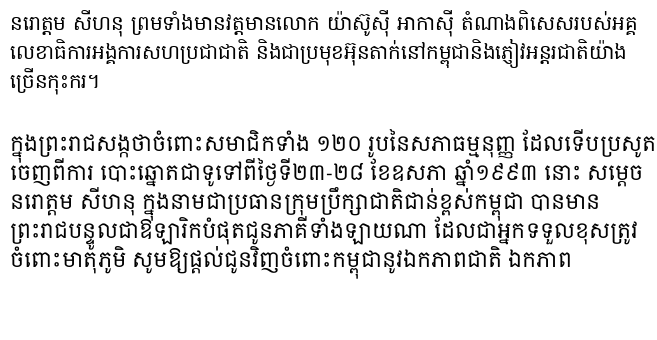 នរោត្តម សីហនុ ព្រមទាំងមានវត្តមានលោក យ៉ាស៊ូស៊ី អាកាស៊ី តំណាងពិសេសរបស់អគ្គ
លេខាធិការអង្គការសហប្រជាជាតិ និងជាប្រមុខអ៊ុនតាក់នៅកម្ពុជានិងភ្ញៀវអន្តរជាតិយ៉ាង
ច្រើនកុះករ។
ក្នុងព្រះរាជសង្កថាចំពោះសមាជិកទាំង ១២០ រូបនៃសភាធម្មនុញ្ញ ដែលទើបប្រសូត
ចេញពីការ បោះឆ្នោតជាទូទៅពីថ្ងៃទី២៣-២៨ ខែឧសភា ឆ្នាំ១៩៩៣ នោះ សម្តេច
នរោត្តម សីហនុ ក្នុងនាមជាប្រធានក្រុមប្រឹក្សាជាតិជាន់ខ្ពស់កម្ពុជា បានមាន
ព្រះរាជបន្ទូលជាឱឡារិកបំផុតជូនភាគីទាំងឡាយណា ដែលជាអ្នកទទួលខុសត្រូវ
ចំពោះមាតុភូមិ សូមឱ្យផ្តល់ជូនវិញចំពោះកម្ពុជានូវឯកភាពជាតិ ឯកភាព